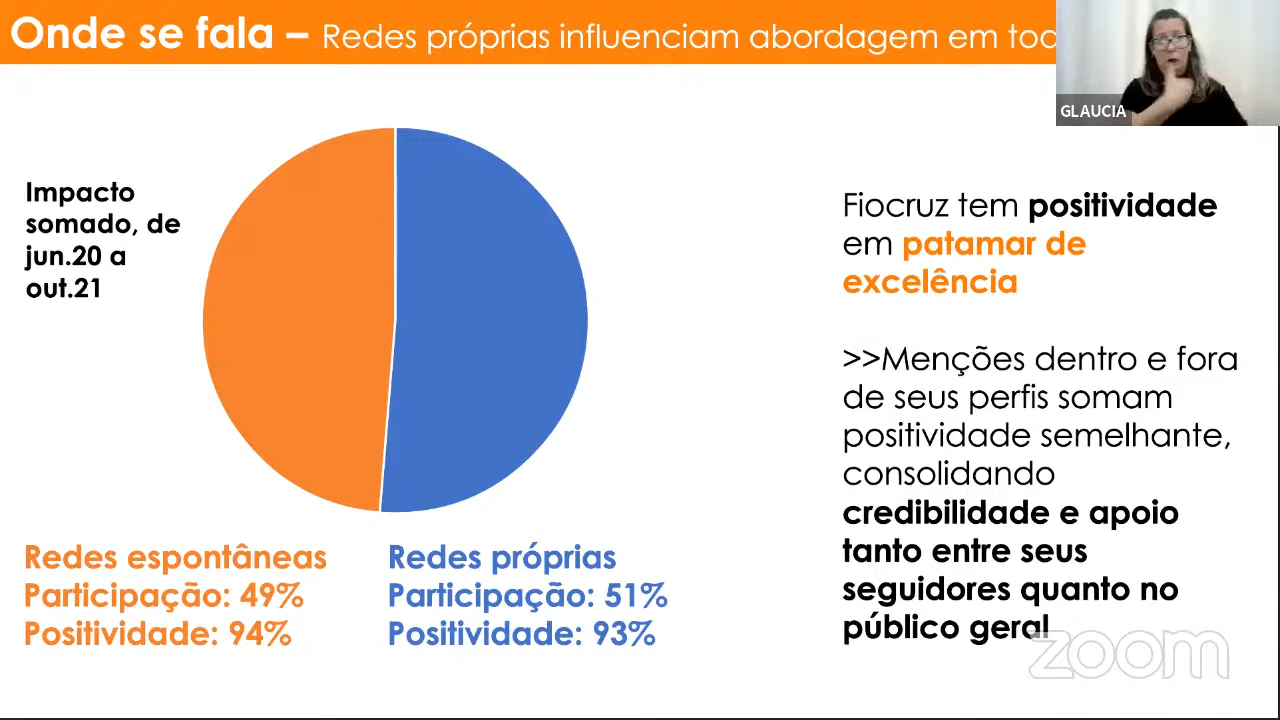 Onde se fala – Redes próprias influenciam abordagem em
GLAUCIA
Impacto
somado, de
jun.20 a
out.21
Fiocruz tem positividade
em patamar de
excelência
>>Menções dentro e fora
de seus perfis somam
positividade semelhante,
consolidando
credibilidade e apoio
tanto entre seus
seguidores quanto no
público geral
Redes espontâneas
Participação: 49%
Positividade: 94%
Redes próprias
Participação: 51%
Positividade: 93%
zoom